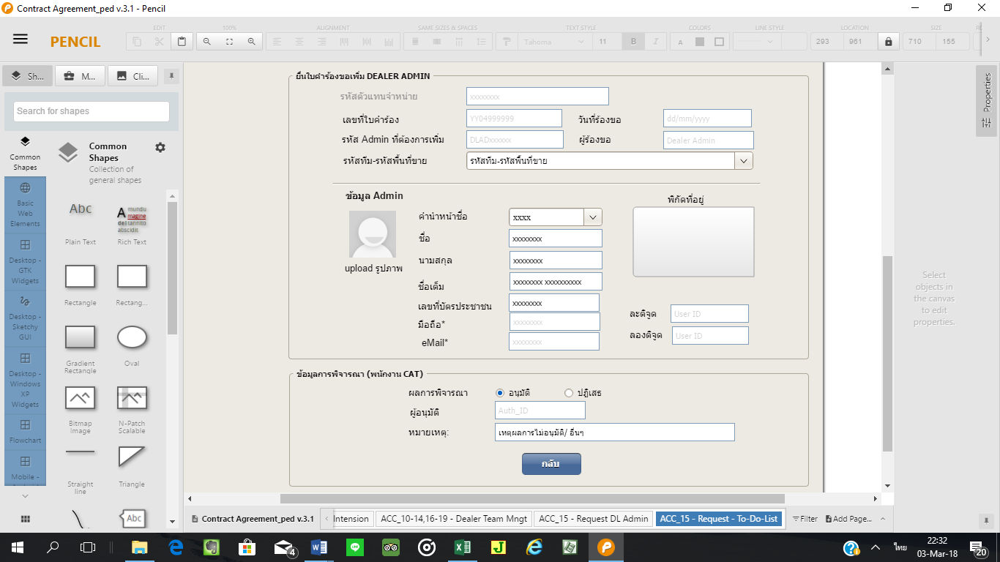 Contract Agreement_ped v.3.1 - Pencil
EDIT 100% ALIGNMENT SAME SIZES & SPACES TEXT STYLE COLORS LINE STYLE LOCATION SIZE
PENCIL
Tahoma 11 B I A 293 961 710 155
Sh... M... Cli...
Search for shapes
Common Shapes
Basic Web Elements
Desktop - GTK Widgets
Desktop - Sketchy GUI
Desktop - Windows XP Widgets
Flowchart
Mobile -
Common Shapes
Collection of general shapes
Abc
A mundu
magine
del tannito
abscidit
Plain Text Rich Text
Rectangle Rectang...
Gradient Rectangle Oval
Bitmap Image N-Patch Scalable
Straight line Triangle
Abc
ยื่นใบคำร้องขอเพิ่ม DEALER ADMIN
รหัสตัวแทนจำหน่าย xxxxxxxx
เลขที่ใบคำร้อง YY04999999 วันที่ร้องขอ dd/mm/yyyy
รหัส Admin ที่ต้องการเพิ่ม DLADxxxxxx ผู้ร้องขอ Dealer Admin
รหัสทีม-รหัสพื้นที่ขาย รหัสทีม-รหัสพื้นที่ขาย
ข้อมูล Admin พิกัดที่อยู่
คำนำหน้าชื่อ xxxx
ชื่อ xxxxxxxx
นามสกุล xxxxxxxx
upload รูปภาพ
ชื่อเต็ม xxxxxxxx xxxxxxxxxx
เลขที่บัตรประชาชน xxxxxxxx
มือถือ* xxxxxxxx ละติจูด User ID
eMail* xxxxxxxx ลองติจูด User ID
ข้อมูลการพิจารณา (พนักงาน CAT)
ผลการพิจารณา อนุมัติ ปฎิเสธ
ผู้อนุมัติ Auth_ID
หมายเหตุ: เหตุผลการไม่อนุมัติ/ อื่นๆ
กลับ
Properties
Select objects in the canvas to edit properties.
Contract Agreement_ped v.3.1 Intension ACC_10-14,16-19 - Dealer Team Mngt ACC_15 - Request DL Admin ACC_15 - Request - To-Do-List Filter Add Page...
4 ไทย 22:32
03-Mar-18 20